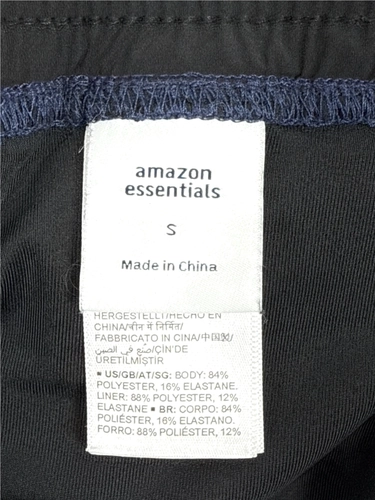 amazon
essentials
S
Made in China
HERGESTELLT/HECHO EN
CHINA/चीन में निर्मित/
FABBRICATO IN CINA/中国製/
صنع في الصين/ÇİN'DE
ÜRETİLMİŞTİR
▪ US/GB/AT/SG: BODY: 84%
POLYESTER, 16% ELASTANE.
LINER: 88% POLYESTER, 12%
ELASTANE ▪ BR: CORPO: 84%
POLIÉSTER, 16% ELASTANO.
FORRO: 88% POLIÉSTER, 12%